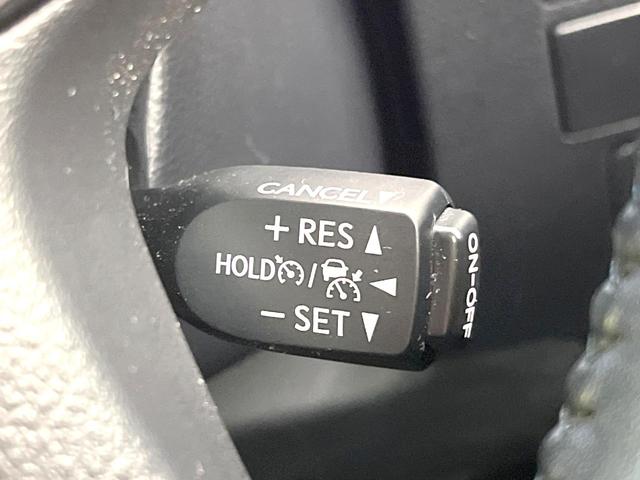 CANCEL▼
+ RES ▲
HOLD / ◀
− SET ▼
ON-OFF